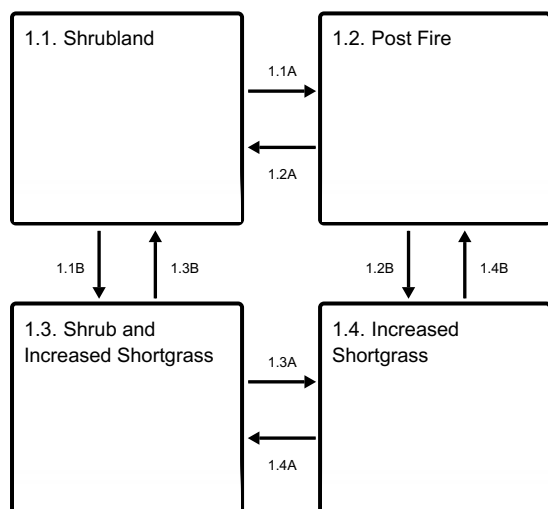 1.1. Shrubland
1.2. Post Fire
1.1A
1.2A
1.1B
1.3B
1.2B
1.4B
1.3. Shrub and
Increased Shortgrass
1.4. Increased
Shortgrass
1.3A
1.4A